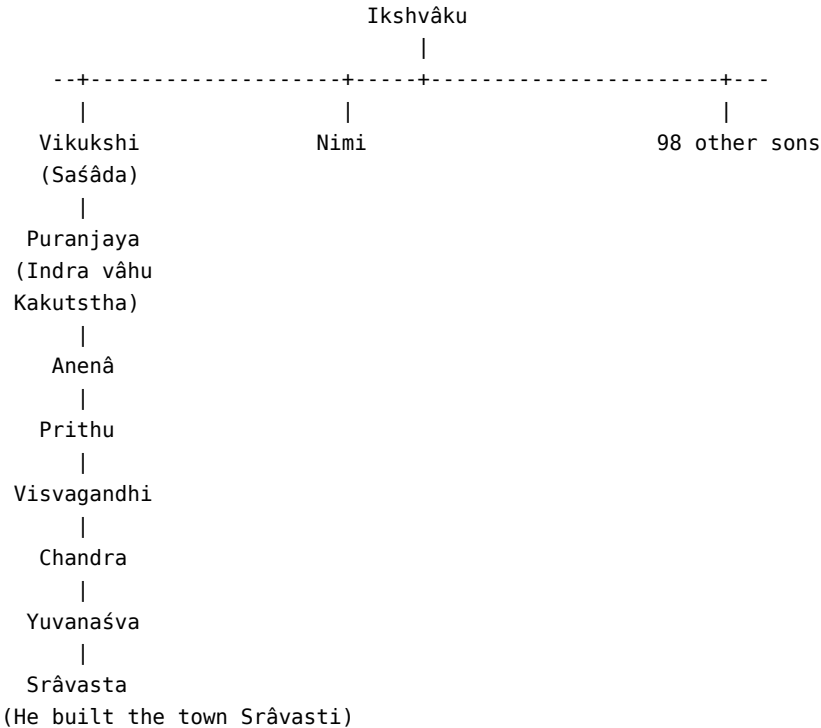 Ikshvâku
|
--+--------------------+-----+-----------------------+---
| | |
Vikukshi Nimi 98 other sons
(Saśâda)
|
Puranjaya
(Indra vâhu
Kakutstha)
|
Anenâ
|
Prithu
|
Visvagandhi
|
Chandra
|
Yuvanaśva
|
Srâvasta
(He built the town Srâvasti)